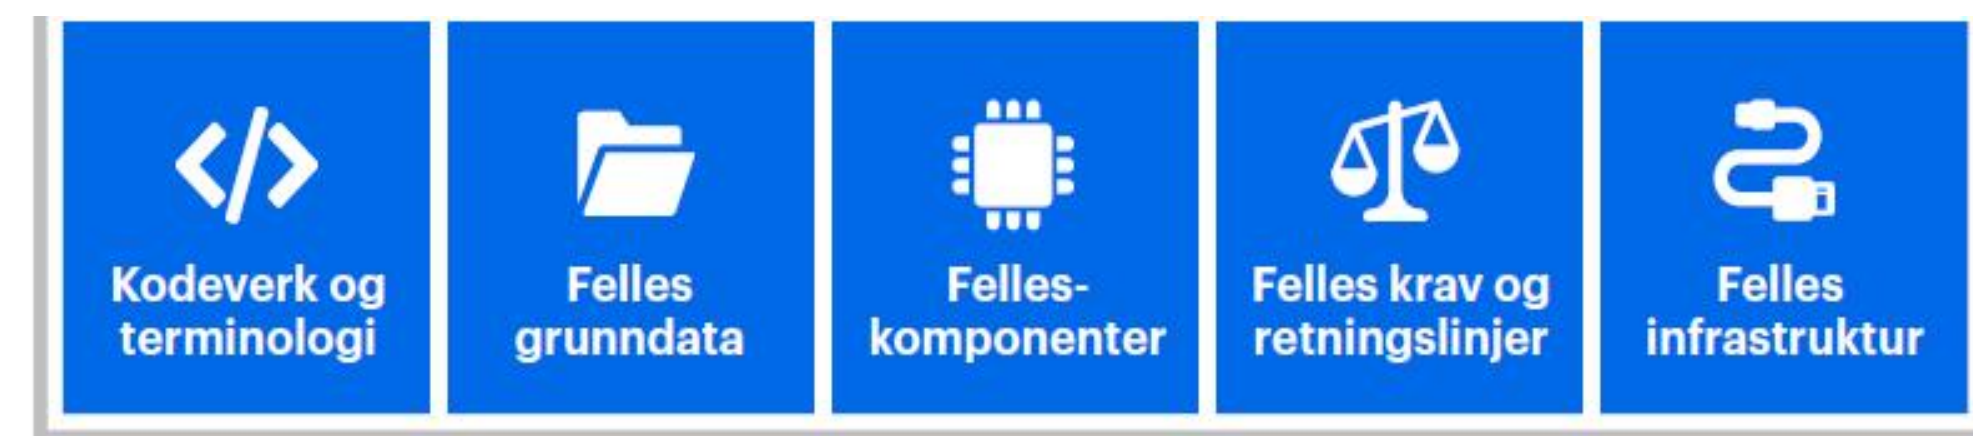 Kodeverk og
terminologi
Felles
grunndata
Felles-
komponenter
Felles krav og
retningslinjer
Felles
infrastruktur